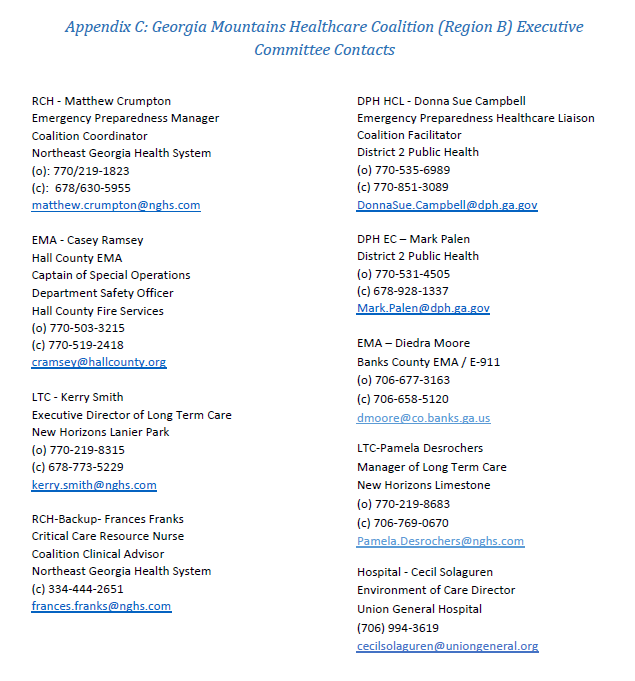 Appendix C: Georgia Mountains Healthcare Coalition (Region B) Executive
Committee Contacts
RCH - Matthew Crumpton
Emergency Preparedness Manager
Coalition Coordinator
Northeast Georgia Health System
(o): 770/219-1823
(c): 678/630-5955
matthew.crumpton@nghs.com
EMA - Casey Ramsey
Hall County EMA
Captain of Special Operations
Department Safety Officer
Hall County Fire Services
(o) 770-503-3215
(c) 770-519-2418
cramsey@hallcounty.org
LTC - Kerry Smith
Executive Director of Long Term Care
New Horizons Lanier Park
(o) 770-219-8315
(c) 678-773-5229
kerry.smith@nghs.com
RCH-Backup- Frances Franks
Critical Care Resource Nurse
Coalition Clinical Advisor
Northeast Georgia Health System
(c) 334-444-2651
frances.franks@nghs.com
DPH HCL - Donna Sue Campbell
Emergency Preparedness Healthcare Liaison
Coalition Facilitator
District 2 Public Health
(o) 770-535-6989
(c) 770-851-3089
DonnaSue.Campbell@dph.ga.gov
DPH EC – Mark Palen
District 2 Public Health
(o) 770-531-4505
(c) 678-928-1337
Mark.Palen@dph.ga.gov
EMA – Diedra Moore
Banks County EMA / E-911
(o) 706-677-3163
(c) 706-658-5120
dmoore@co.banks.ga.us
LTC-Pamela Desrochers
Manager of Long Term Care
New Horizons Limestone
(o) 770-219-8683
(c) 706-769-0670
Pamela.Desrochers@nghs.com
Hospital - Cecil Solaguren
Environment of Care Director
Union General Hospital
(706) 994-3619
cecilsolaguren@uniongeneral.org